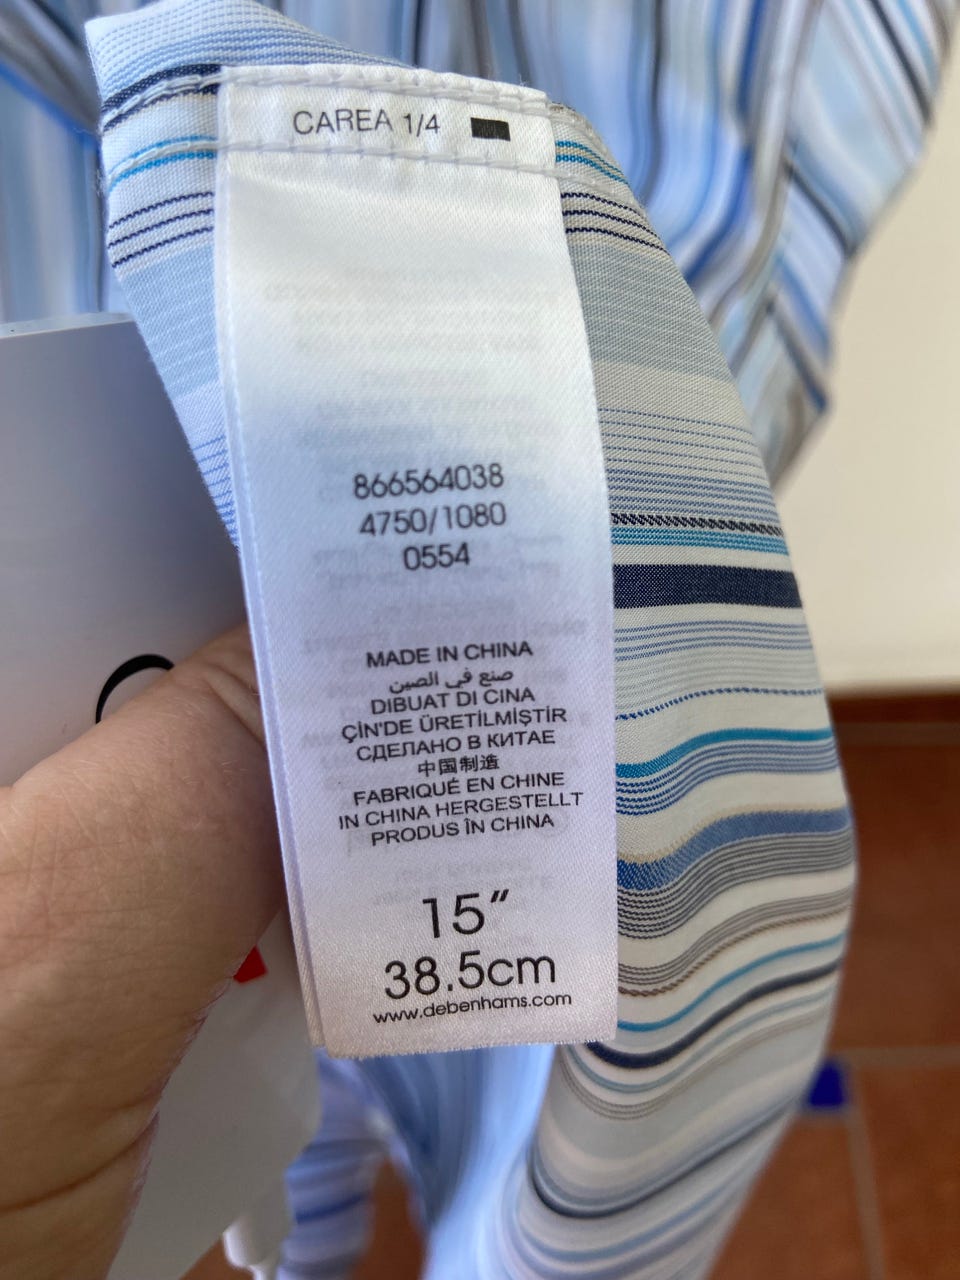 CAREA 1/4
866564038
4750/1080
0554
MADE IN CHINA
صنع في الصين
DIBUAT DI CINA
ÇİN'DE ÜRETİLMİŞTİR
СДЕЛАНО В КИТАЕ
中国制造
FABRIQUÉ EN CHINE
IN CHINA HERGESTELLT
PRODUS ÎN CHINA
15"
38.5cm
www.debenhams.com